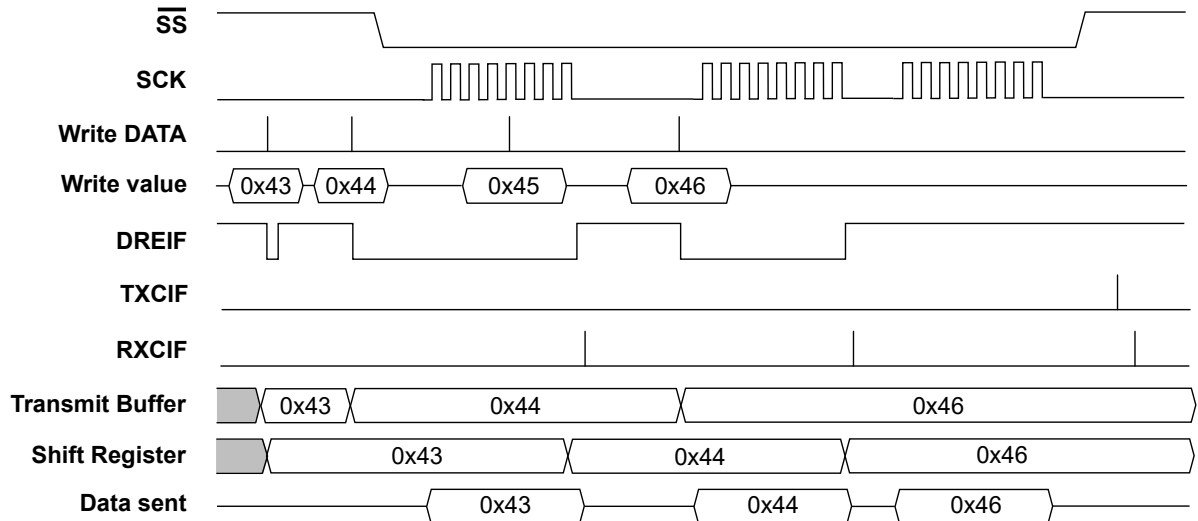 SS
SCK
Write DATA
Write value 0x43 0x44 0x45 0x46
DREIF
TXCIF
RXCIF
Transmit Buffer 0x43 0x44 0x46
Shift Register 0x43 0x44 0x46
Data sent 0x43 0x44 0x46